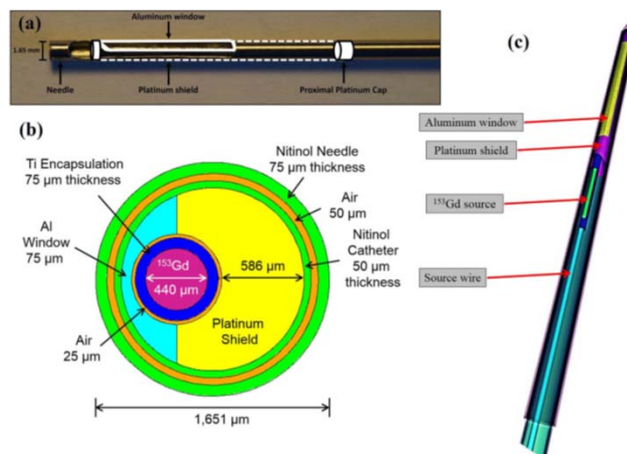 (a)
Aluminum window
1.65 mm
Needle
Platinum shield
Proximal Platinum Cap
(b)
Ti Encapsulation
75 µm thickness
Nitinol Needle
75 µm thickness
Air
50 µm
Al
Window
75 µm
¹⁵³Gd
440 µm
586 µm
Nitinol
Catheter
50 µm
thickness
Platinum
Shield
Air
25 µm
1,651 µm
(c)
Aluminum window
Platinum shield
¹⁵³Gd source
Source wire